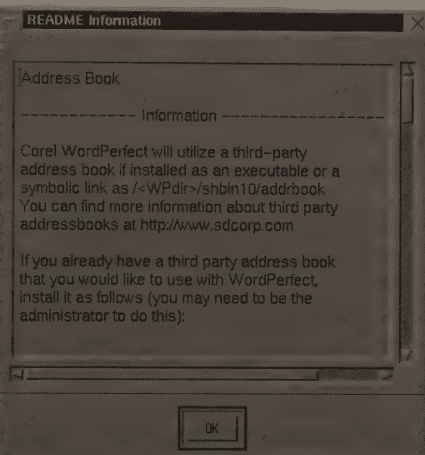 README Information
Address Book
------------ Information -----------------
Corel WordPerfect will utilize a third-party
address book if installed as an executable or a
symbolic link as /<WPdir>/shbin10/addrbook
You can find more information about third party
addressbooks at http://www.sdcorp.com
If you already have a third party address book
that you would like to use with WordPerfect,
install it as follows (you may need to be the
administrator to do this):
OK